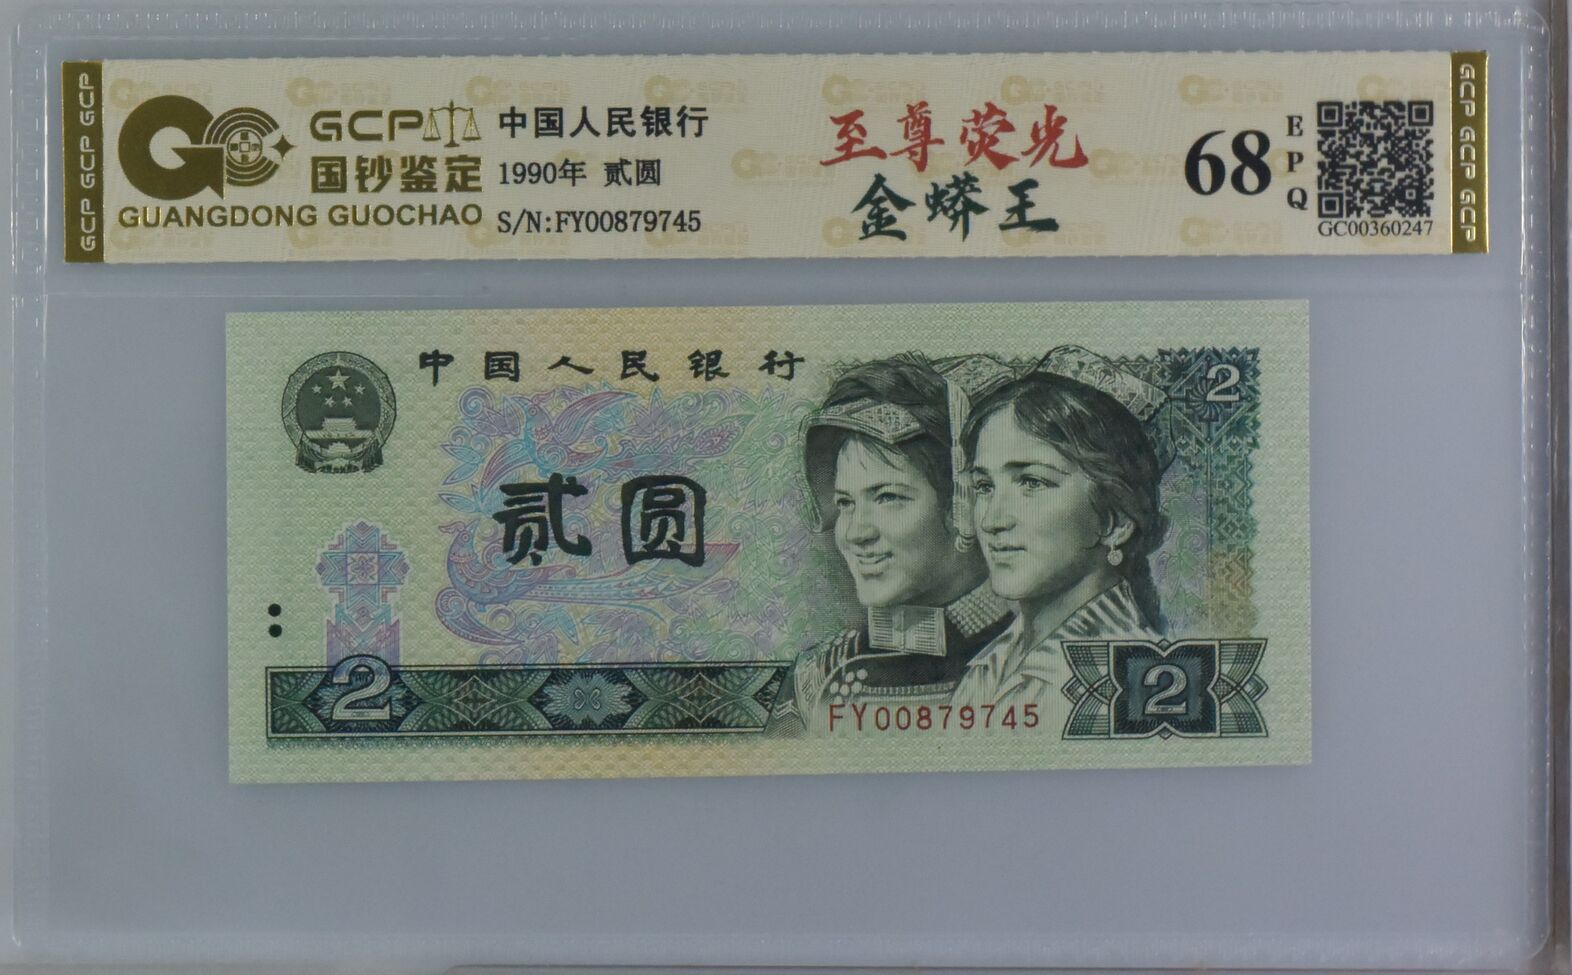 GCP GCP GCP
GCP
国钞鉴定
GUANGDONG GUOCHAO
中国人民银行
1990年 贰圆
S/N:FY00879745
至尊荧光
金蟒王
68
EPQ
GC00360247
GCP GCP GCP
中国人民银行
2
贰圆
2
FY00879745
2